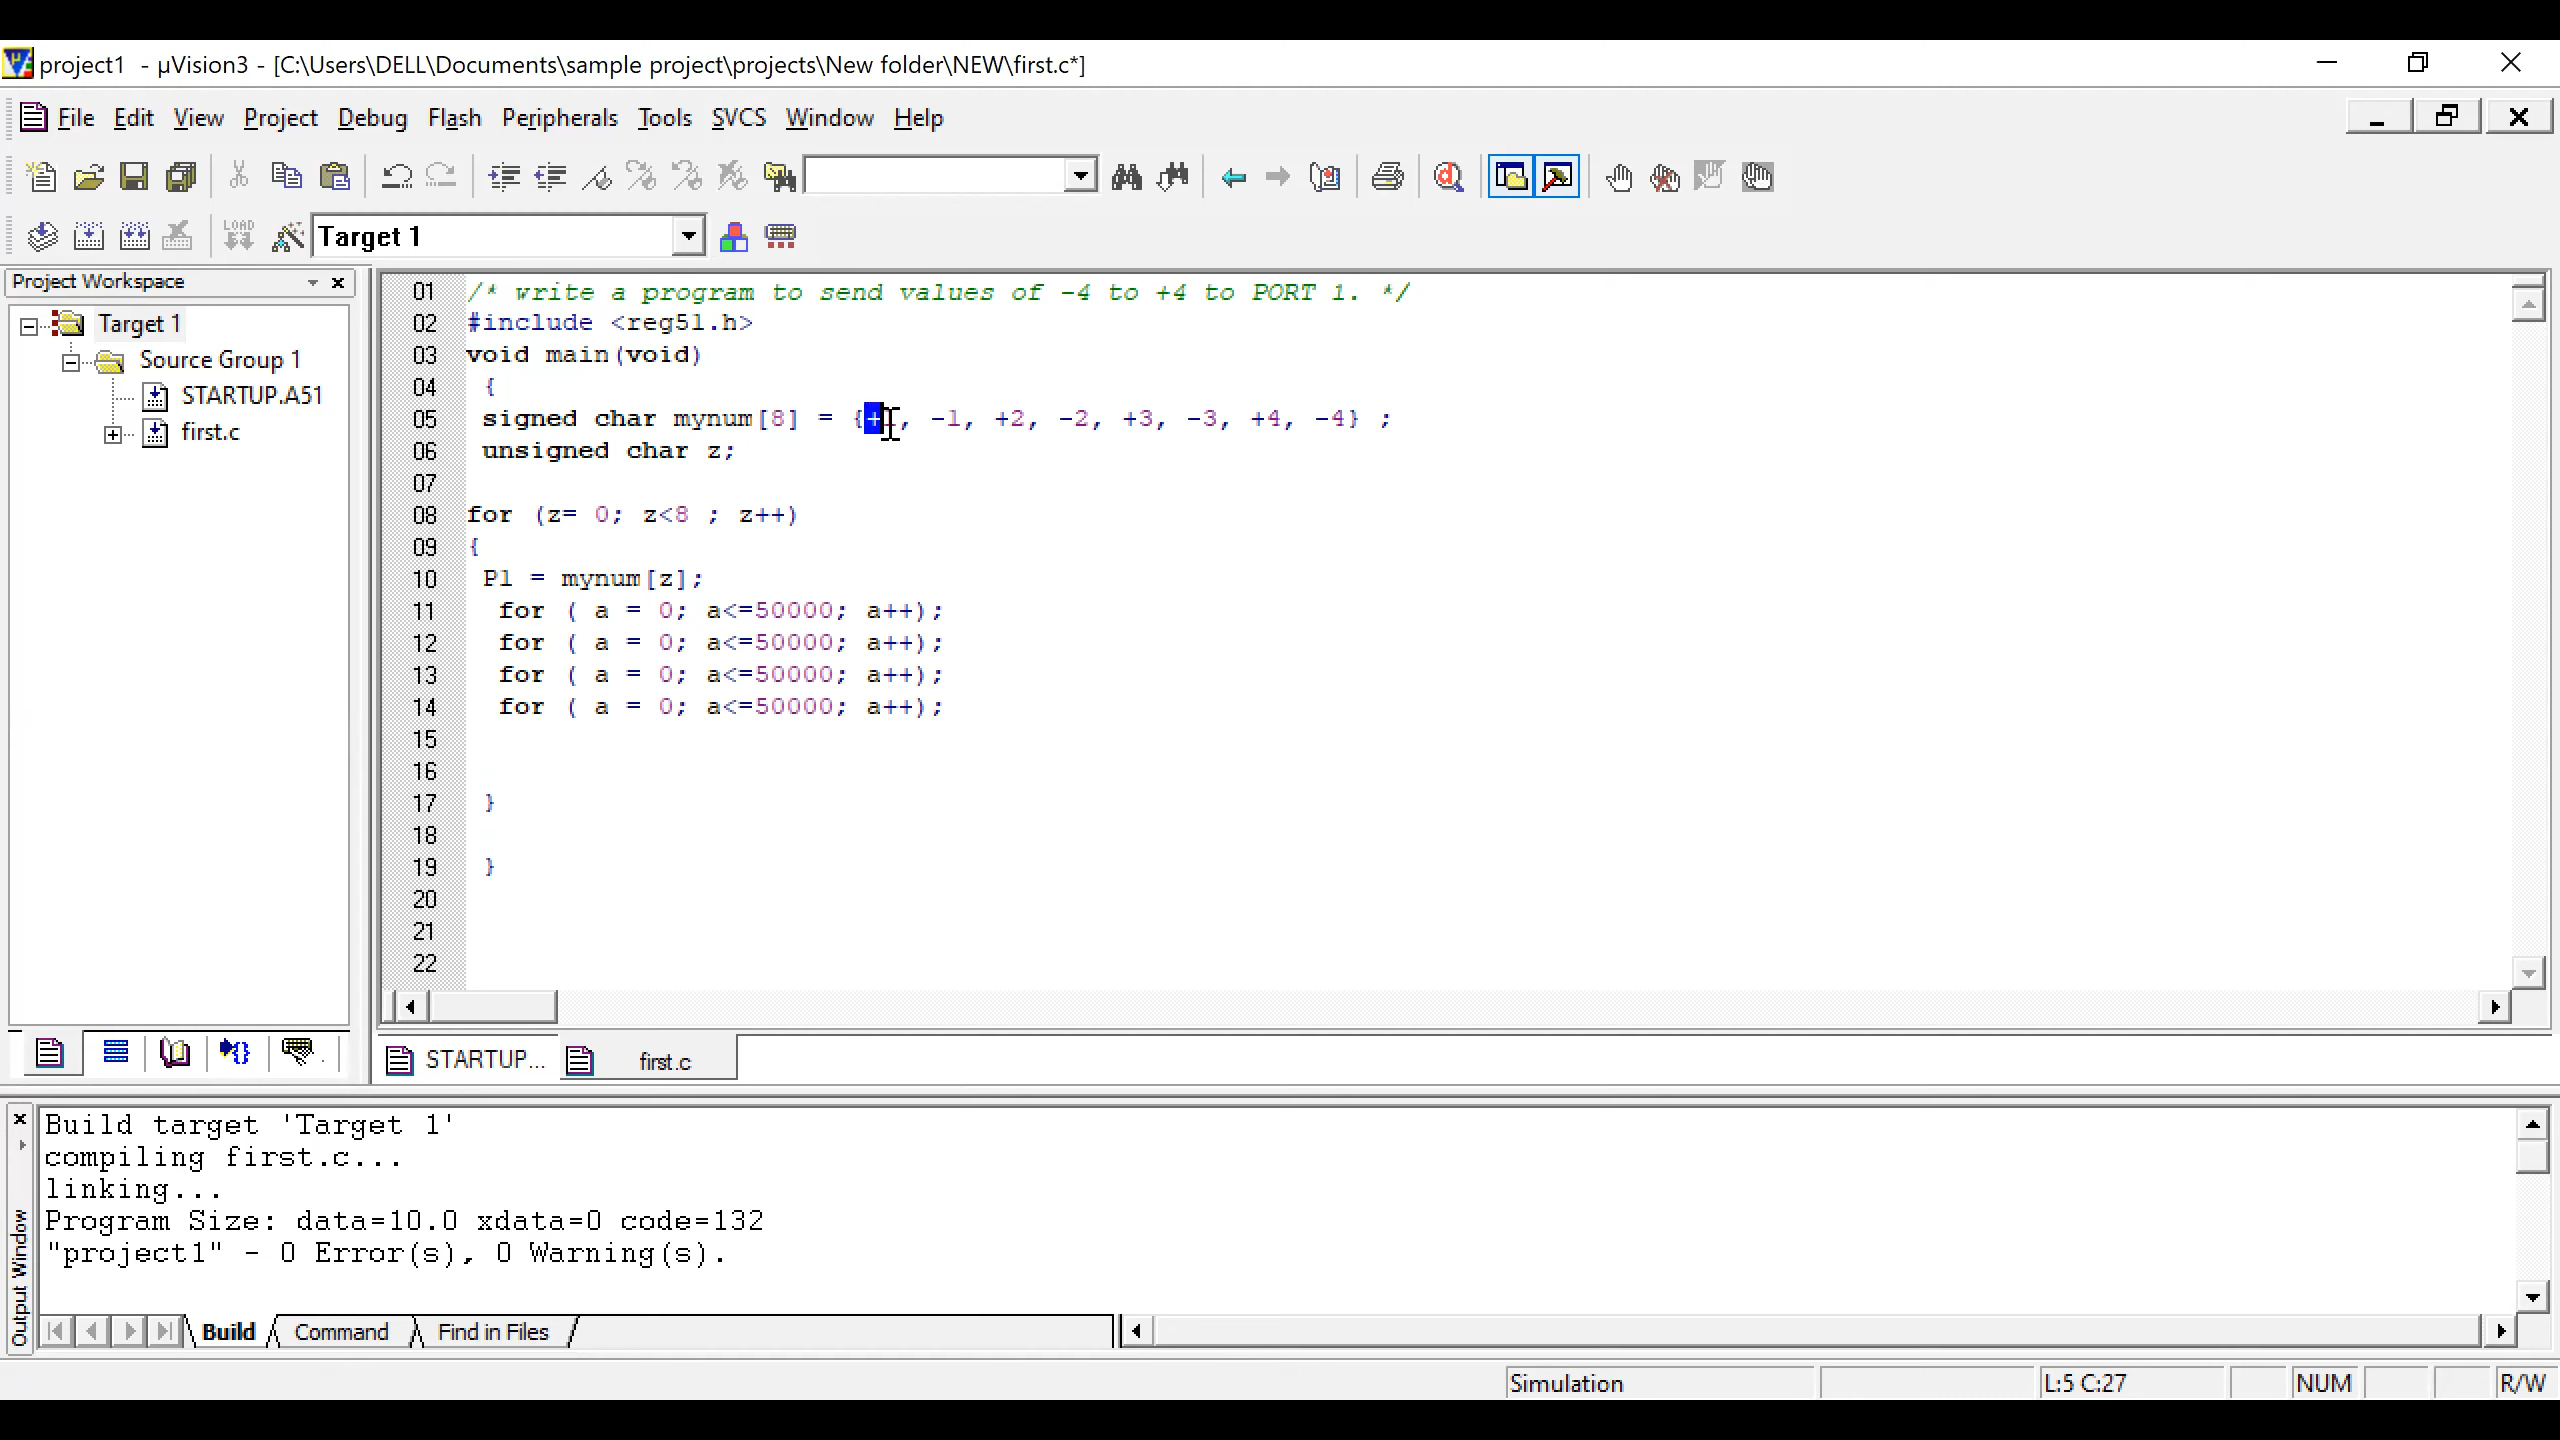 project1 - µVision3 - [C:\Users\DELL\Documents\sample project\projects\New folder\NEW\first.c*]
File Edit View Project Debug Flash Peripherals Tools SVCS Window Help
LOAD
Target 1
Project Workspace
Target 1
Source Group 1
STARTUP.A51
first.c
01 /* write a program to send values of -4 to +4 to PORT 1. */
02 #include <reg51.h>
03 void main(void)
04 {
05 signed char mynum[8] = {+1, -1, +2, -2, +3, -3, +4, -4} ;
06 unsigned char z;
07
08 for (z= 0; z<8 ; z++)
09 {
10 P1 = mynum[z];
11 for ( a = 0; a<=50000; a++);
12 for ( a = 0; a<=50000; a++);
13 for ( a = 0; a<=50000; a++);
14 for ( a = 0; a<=50000; a++);
15
16
17 }
18
19 }
20
21
22
STARTUP... first.c
Output Window
Build target 'Target 1'
compiling first.c...
linking...
Program Size: data=10.0 xdata=0 code=132
"project1" - 0 Error(s), 0 Warning(s).
Build Command Find in Files
Simulation L:5 C:27 NUM R/W